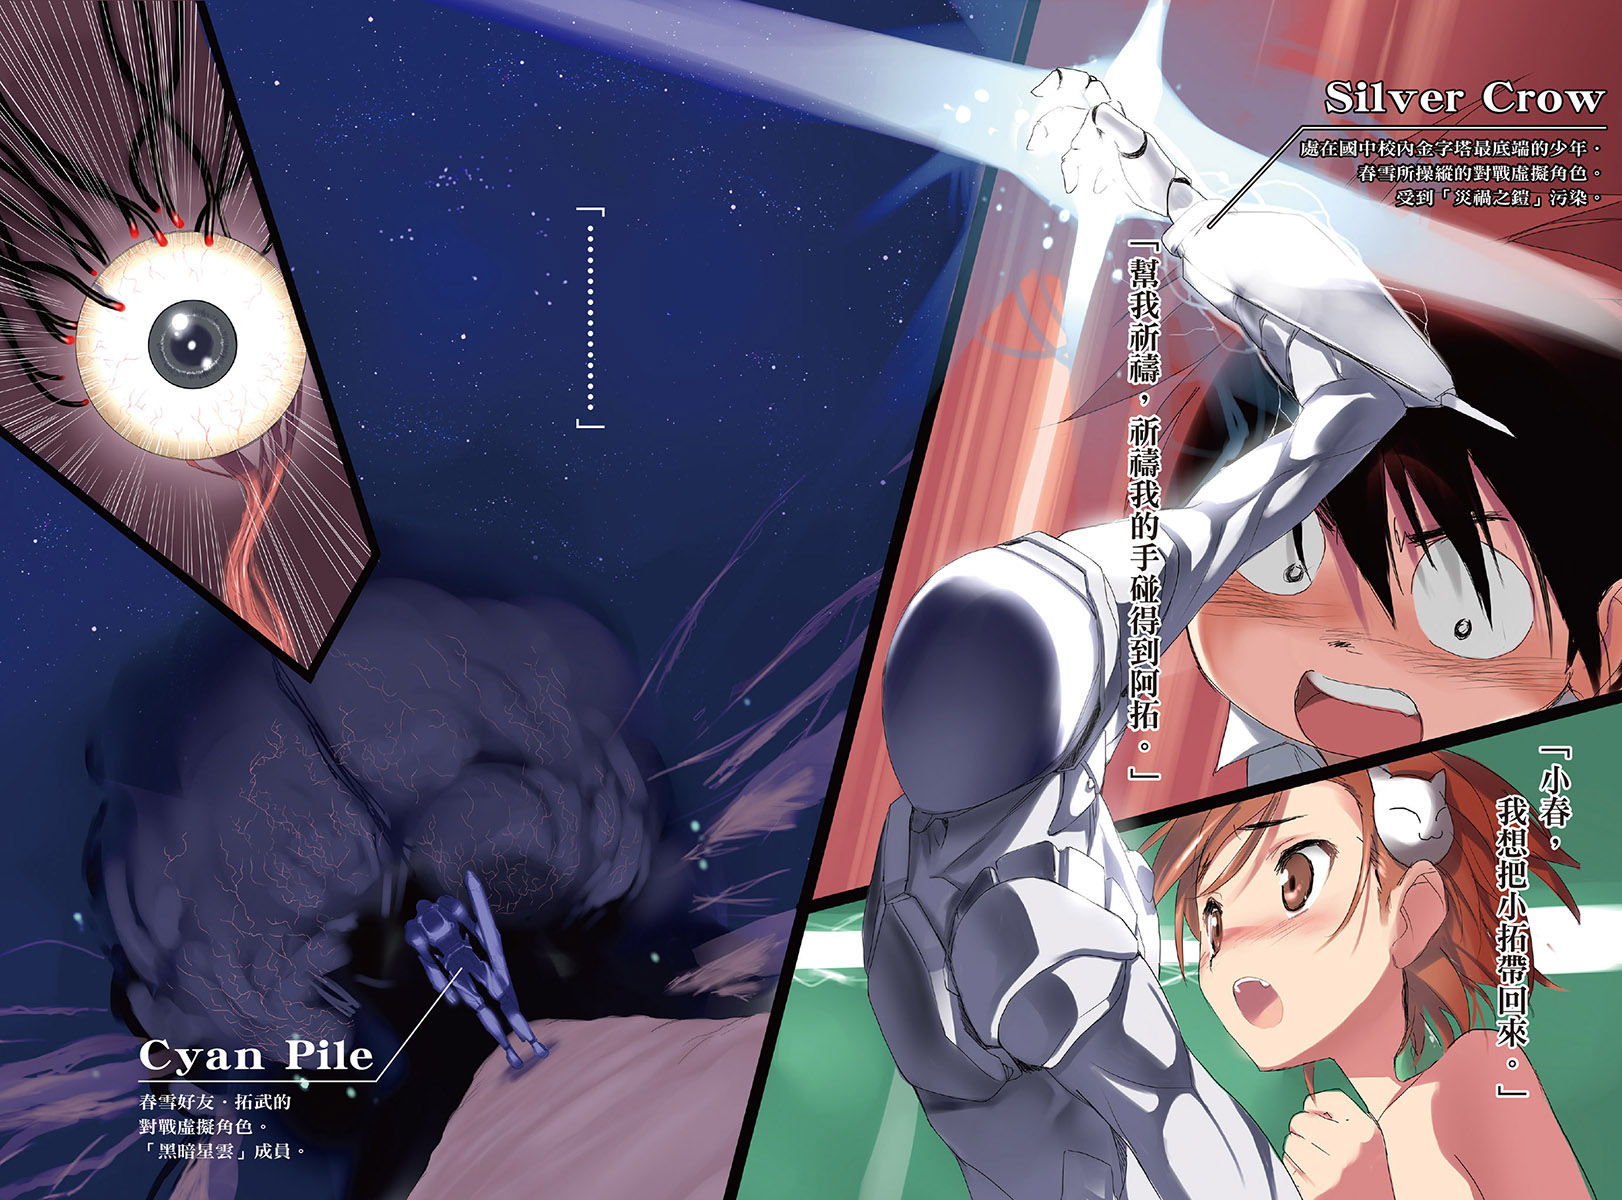 Silver Crow
處在國中校內金字塔最底端的少年・
春雪所操縱的對戰虛擬角色。
受到「災禍之鎧」污染。
「小春，
我想把小拓帶回來。」
「幫我祈禱，祈禱我的手碰得到阿拓。」
「……………」
Cyan Pile
春雪好友・拓武的
對戰虛擬角色。
「黑暗星雲」成員。